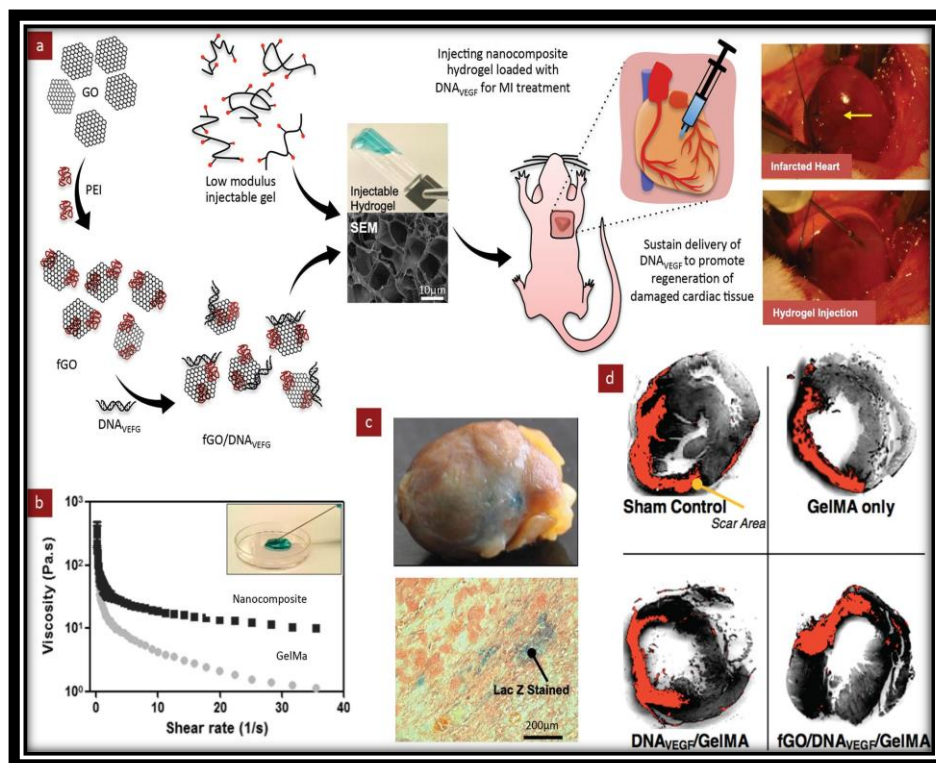 a
GO
PEI
fGO
DNAVEFG
fGO/DNAVEFG
Low modulus
injectable gel
Injectable
Hydrogel
SEM
10μm
Injecting nanocomposite
hydrogel loaded with
DNAVEGF for MI treatment
Sustain delivery of
DNAVEGF to promote
regeneration of
damaged cardiac tissue
Infarcted Heart
Hydrogel Injection
b
Viscosity (Pa.s)
10³
10²
10¹
10⁰
Nanocomposite
GelMa
0 10 20 30 40
Shear rate (1/s)
c
Lac Z Stained
200μm
d
Sham Control
Scar Area
GelMA only
DNAVEGF/GelMA
fGO/DNAVEGF/GelMA